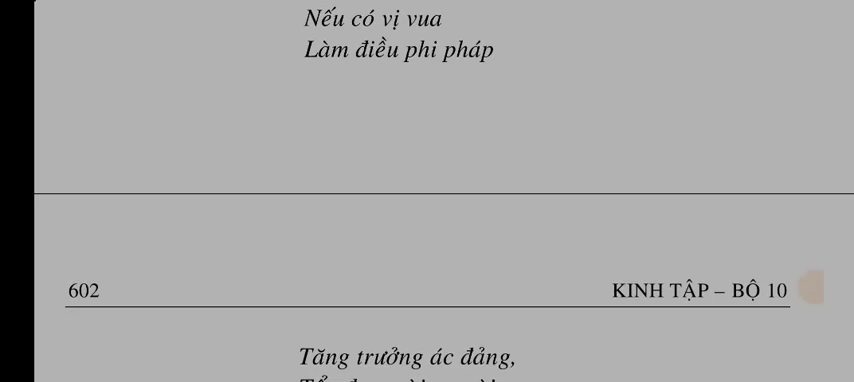 Nếu có vị vua
Làm điều phi pháp
602
KINH TẬP – BỘ 10
Tăng trưởng ác đảng,